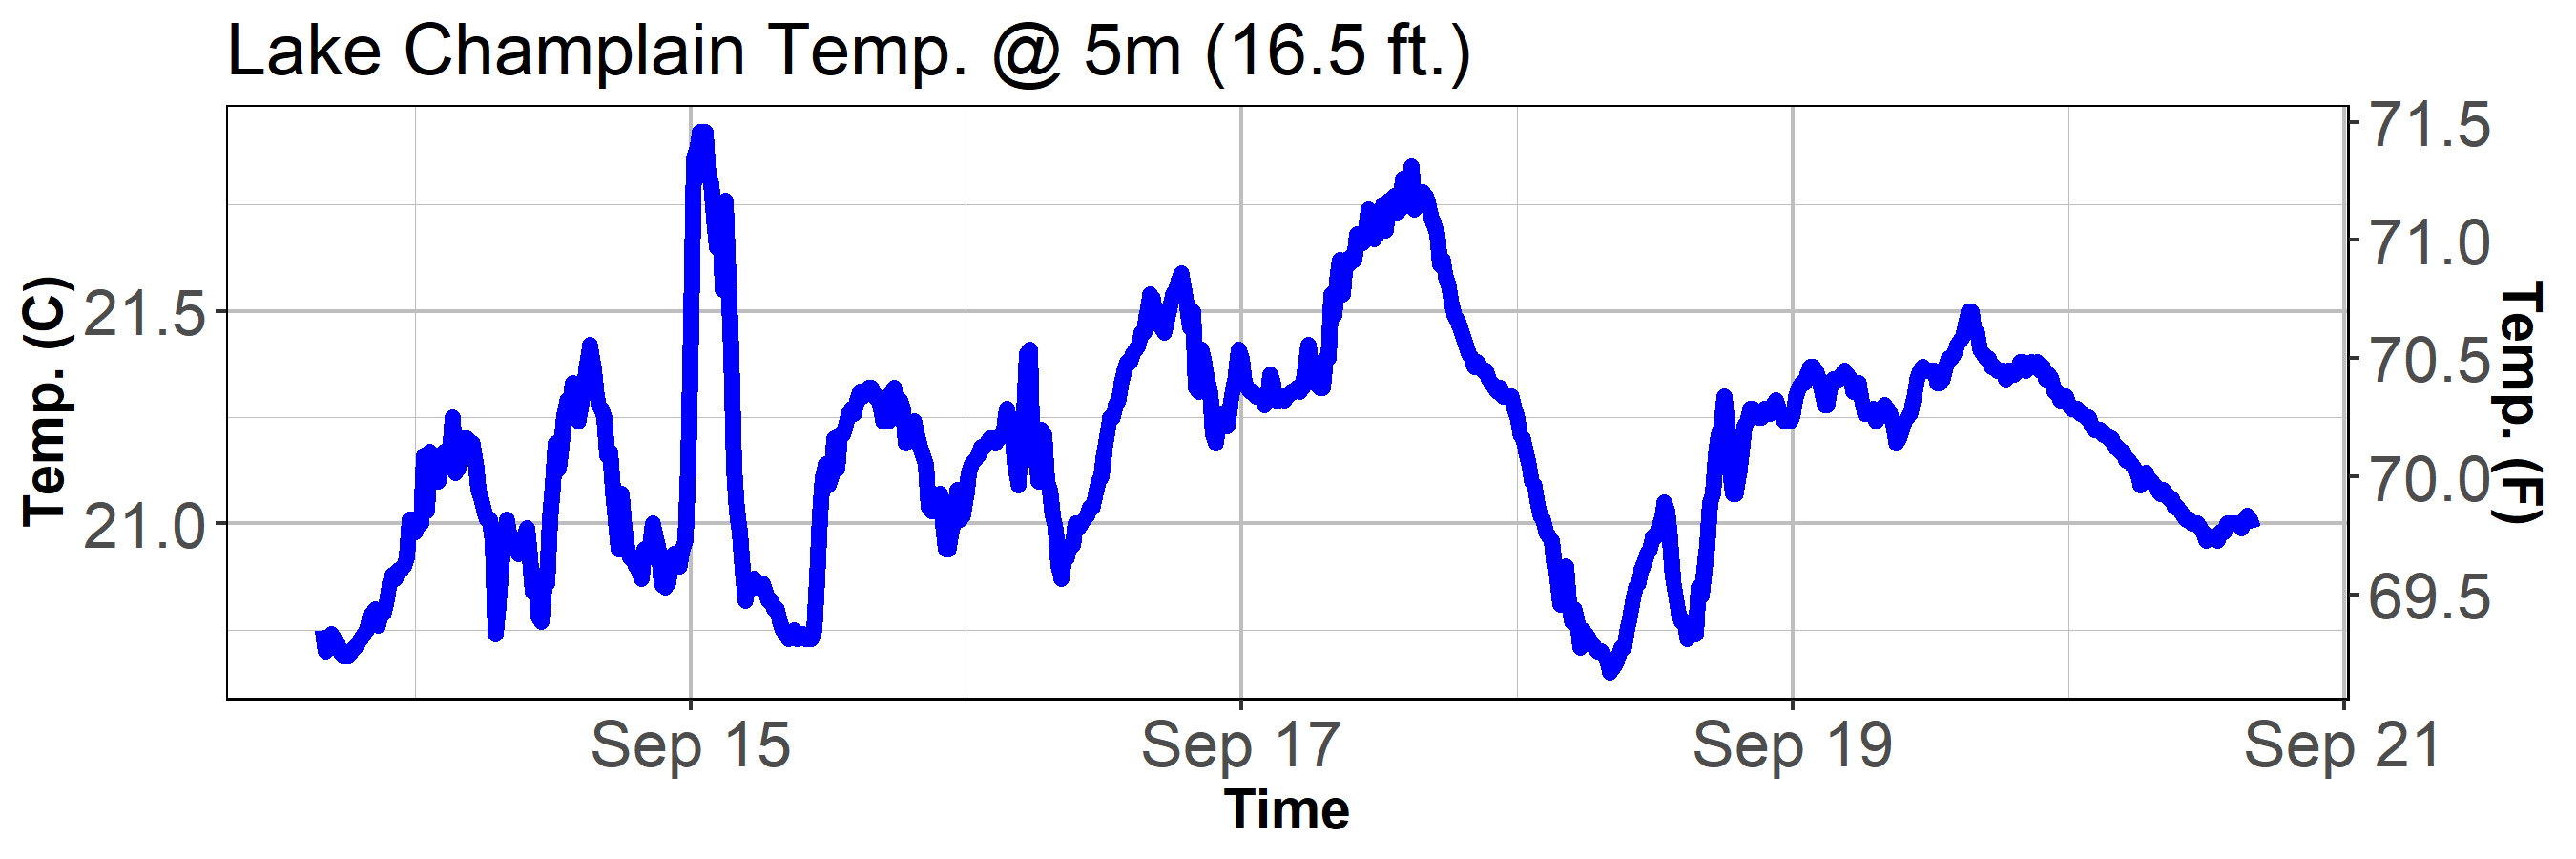 Lake Champlain Temp. @ 5m (16.5 ft.)
Temp. (C)
21.5
21.0
71.5
71.0
70.5
70.0
69.5
Temp. (F)
Sep 15
Sep 17
Sep 19
Sep 21
Time